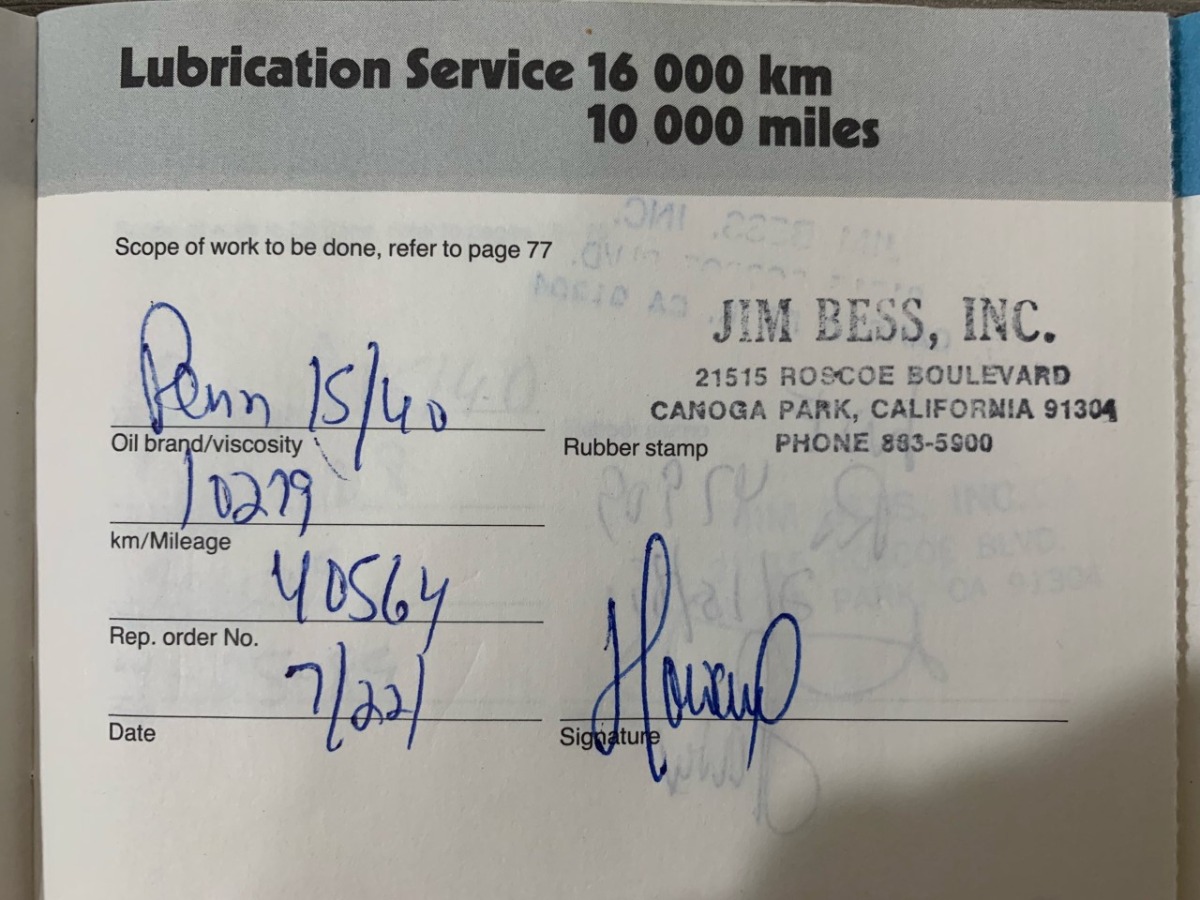 Lubrication Service 16 000 km
10 000 miles
Scope of work to be done, refer to page 77
JIM BESS, INC.
21515 ROSCOE BOULEVARD
CANOGA PARK, CALIFORNIA 91304
PHONE 883-5900
Rubber stamp
Penn 15/40
Oil brand/viscosity
10279
km/Mileage
40564
Rep. order No.
7/22/
Date
Signature